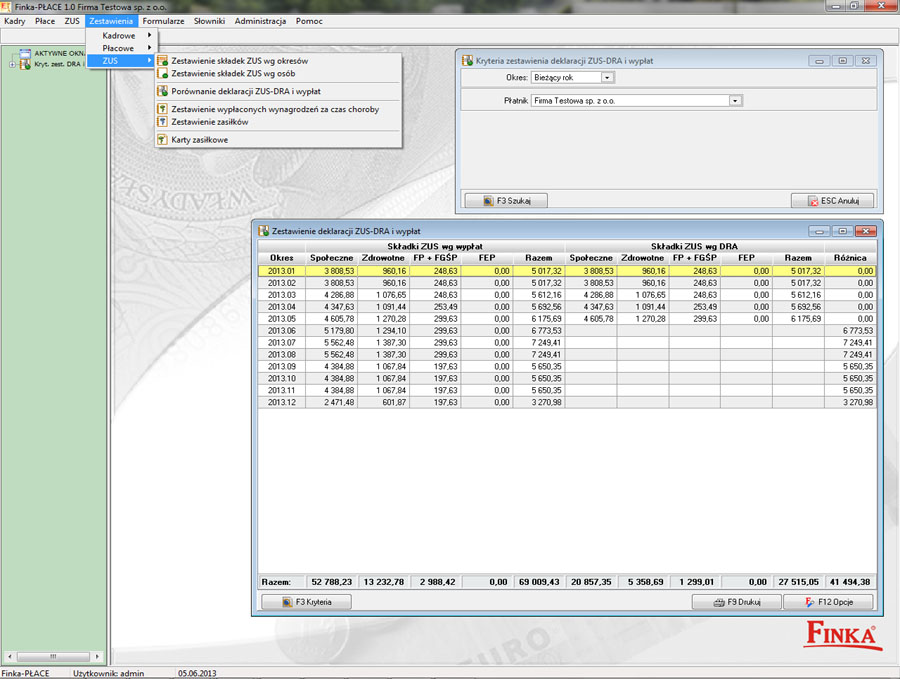 Finka-PŁACE 1.0 Firma Testowa sp. z o.o.
Kadry Płace ZUS Zestawienia Formularze Słowniki Administracja Pomoc
Kadrowe
Płacowe
ZUS
AKTYWNE OKNA
Kryt. zest. DRA i
Zestawienie składek ZUS wg okresów
Zestawienie składek ZUS wg osób
Porównanie deklaracji ZUS-DRA i wypłat
Zestawienie wypłaconych wynagrodzeń za czas choroby
Zestawienie zasiłków
Karty zasiłkowe
Kryteria zestawienia deklaracji ZUS-DRA i wypłat
Okres: Bieżący rok
Płatnik: Firma Testowa sp. z o.o.
F3 Szukaj ESC Anuluj
Zestawienie deklaracji ZUS-DRA i wypłat
Składki ZUS wg wypłat Składki ZUS wg DRA
Okres Społeczne Zdrowotne FP + FGŚP FEP Razem Społeczne Zdrowotne FP + FGŚP FEP Razem Różnica
2013.01 3 808,53 960,16 248,63 0,00 5 017,32 3 808,53 960,16 248,63 0,00 5 017,32 0,00
2013.02 3 808,53 960,16 248,63 0,00 5 017,32 3 808,53 960,16 248,63 0,00 5 017,32 0,00
2013.03 4 286,88 1 076,65 248,63 0,00 5 612,16 4 286,88 1 076,65 248,63 0,00 5 612,16 0,00
2013.04 4 347,63 1 091,44 253,49 0,00 5 692,56 4 347,63 1 091,44 253,49 0,00 5 692,56 0,00
2013.05 4 605,78 1 270,28 299,63 0,00 6 175,69 4 605,78 1 270,28 299,63 0,00 6 175,69 0,00
2013.06 5 179,80 1 294,10 299,63 0,00 6 773,53 6 773,53
2013.07 5 562,48 1 387,30 299,63 0,00 7 249,41 7 249,41
2013.08 5 562,48 1 387,30 299,63 0,00 7 249,41 7 249,41
2013.09 4 384,88 1 067,84 197,63 0,00 5 650,35 5 650,35
2013.10 4 384,88 1 067,84 197,63 0,00 5 650,35 5 650,35
2013.11 4 384,88 1 067,84 197,63 0,00 5 650,35 5 650,35
2013.12 2 471,48 601,87 197,63 0,00 3 270,98 3 270,98
Razem: 52 788,23 13 232,78 2 988,42 0,00 69 009,43 20 857,35 5 358,69 1 299,01 0,00 27 515,05 41 494,38
F3 Kryteria F9 Drukuj F12 Opcje
FINKA
EURO
Finka-PŁACE Użytkownik: admin 05.06.2013